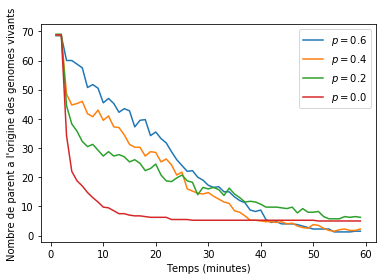 Nombre de parent a l'origine des genomes vivants
70
60
50
40
30
20
10
0
0 10 20 30 40 50 60
Temps (minutes)
p = 0.6
p = 0.4
p = 0.2
p = 0.0